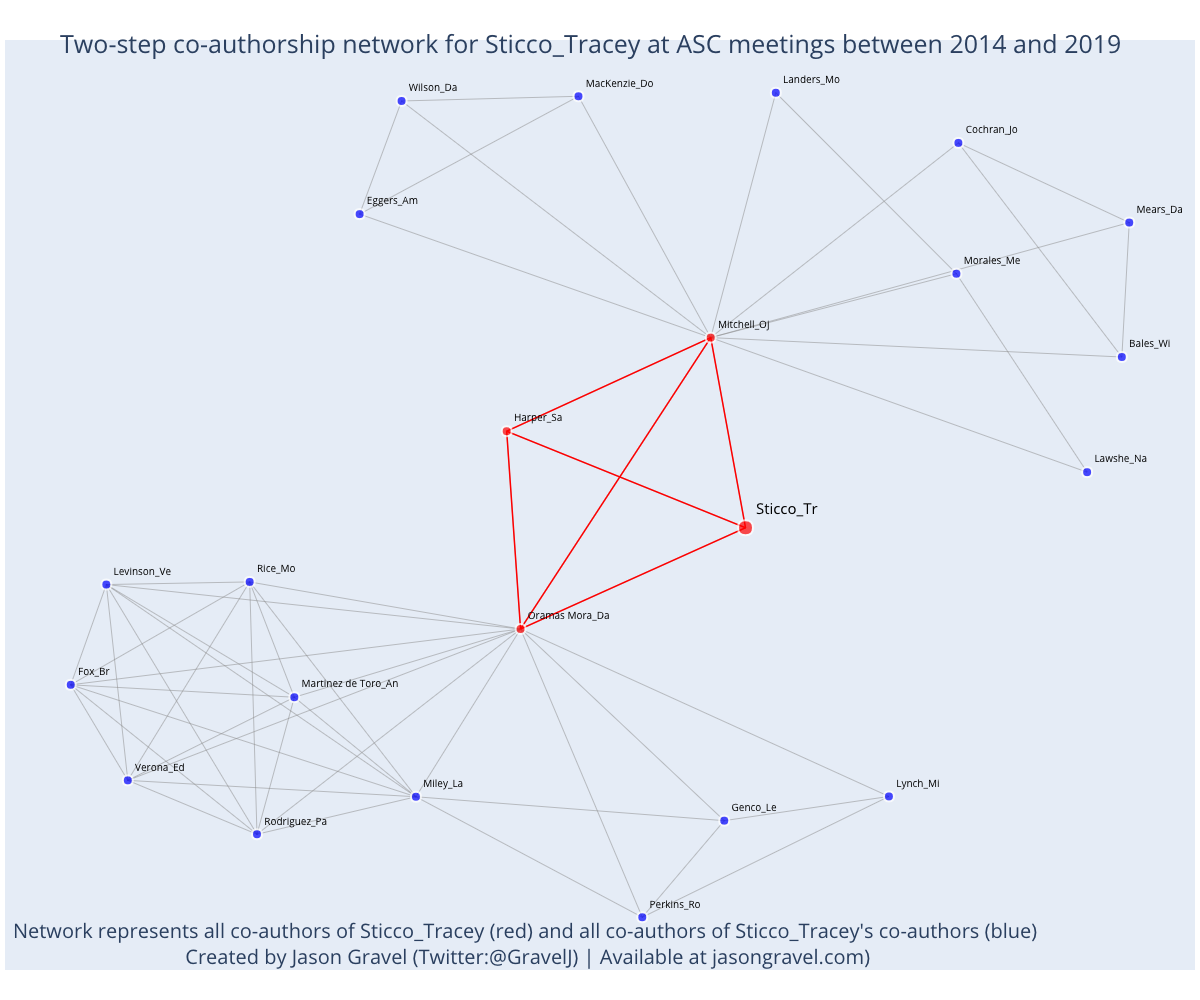 Two-step co-authorship network for Sticco_Tracey at ASC meetings between 2014 and 2019
Landers_Mo
Wilson_Da
MacKenzie_Do
Cochran_Jo
Eggers_Am
Mears_Da
Morales_Me
Mitchell_Oj
Bales_Wi
Harper_Sa
Lawshe_Na
Sticco_Tr
Levinson_Ve
Rice_Mo
Oramas Mora_Da
Fox_Br
Martinez de Toro_An
Verona_Ed
Miley_La
Lynch_Mi
Genco_Le
Rodriguez_Pa
Perkins_Ro
Network represents all co-authors of Sticco_Tracey (red) and all co-authors of Sticco_Tracey's co-authors (blue)
Created by Jason Gravel (Twitter:@GravelJ) | Available at jasongravel.com)